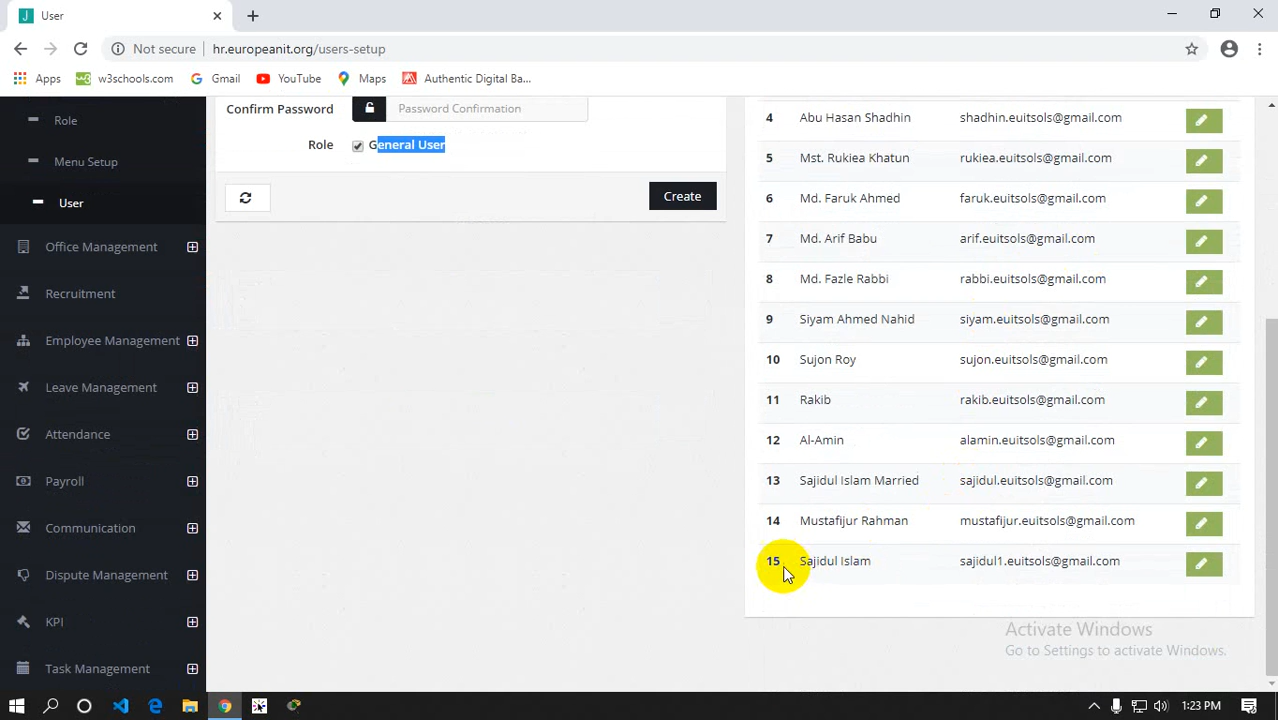 User
Not secure hr.europeanit.org/users-setup
Apps w3schools.com Gmail YouTube Maps Authentic Digital Ba...
Role
Menu Setup
User
Office Management
Recruitment
Employee Management
Leave Management
Attendance
Payroll
Communication
Dispute Management
KPI
Task Management
Confirm Password Password Confirmation
Role General User
Create
4 Abu Hasan Shadhin shadhin.euitsols@gmail.com
5 Mst. Rukiea Khatun rukiea.euitsols@gmail.com
6 Md. Faruk Ahmed faruk.euitsols@gmail.com
7 Md. Arif Babu arif.euitsols@gmail.com
8 Md. Fazle Rabbi rabbi.euitsols@gmail.com
9 Siyam Ahmed Nahid siyam.euitsols@gmail.com
10 Sujon Roy sujon.euitsols@gmail.com
11 Rakib rakib.euitsols@gmail.com
12 Al-Amin alamin.euitsols@gmail.com
13 Sajidul Islam Married sajidul.euitsols@gmail.com
14 Mustafijur Rahman mustafijur.euitsols@gmail.com
15 Sajidul Islam sajidul1.euitsols@gmail.com
Activate Windows
Go to Settings to activate Windows.
1:23 PM